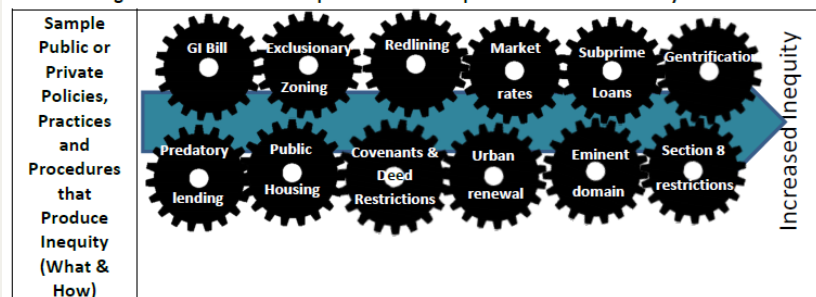 Sample
Public or
Private
Policies,
Practices
and
Procedures
that
Produce
Inequity
(What &
How)
GI Bill
Exclusionary
Zoning
Redlining
Market
rates
Subprime
Loans
Gentrification
Predatory
lending
Public
Housing
Covenants &
Deed
Restrictions
Urban
renewal
Eminent
domain
Section 8
restrictions
Increased Inequity